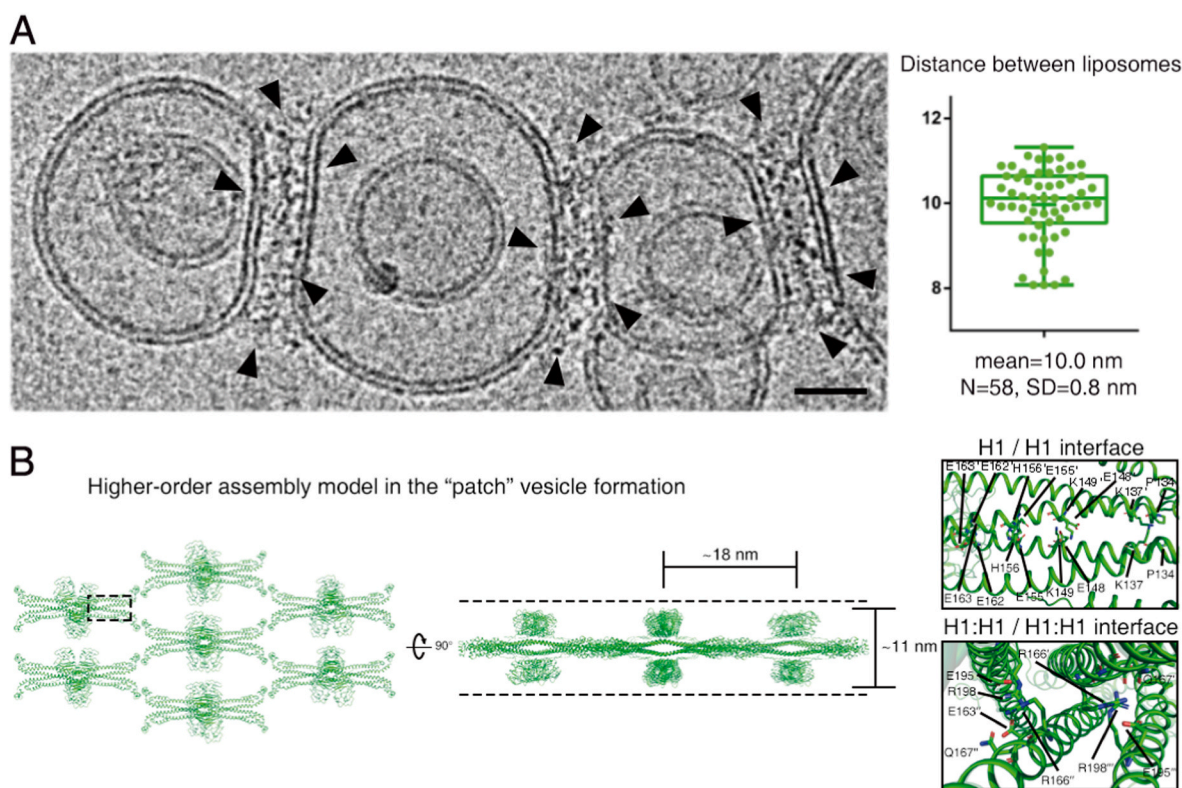 A
Distance between liposomes
12
10
8
mean=10.0 nm
N=58, SD=0.8 nm
B
Higher-order assembly model in the “patch” vesicle formation
~18 nm
90°
~11 nm
H1 / H1 interface
E163' E162' H156' E155' E148' P134'
K149' K137'
H156 K137 P134
E163 E162 E155 K149 E148
H1:H1 / H1:H1 interface
R166'
E195
R198
E163''
Q167''
R166'' R198'''